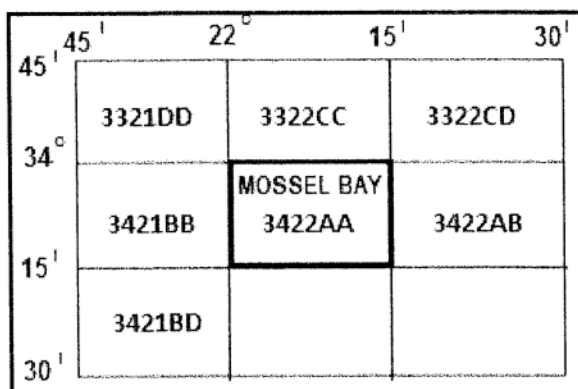 45' 22° 15' 30'
45'
3321DD 3322CC 3322CD
34°
MOSSEL BAY
3421BB 3422AA 3422AB
15'
3421BD
30'